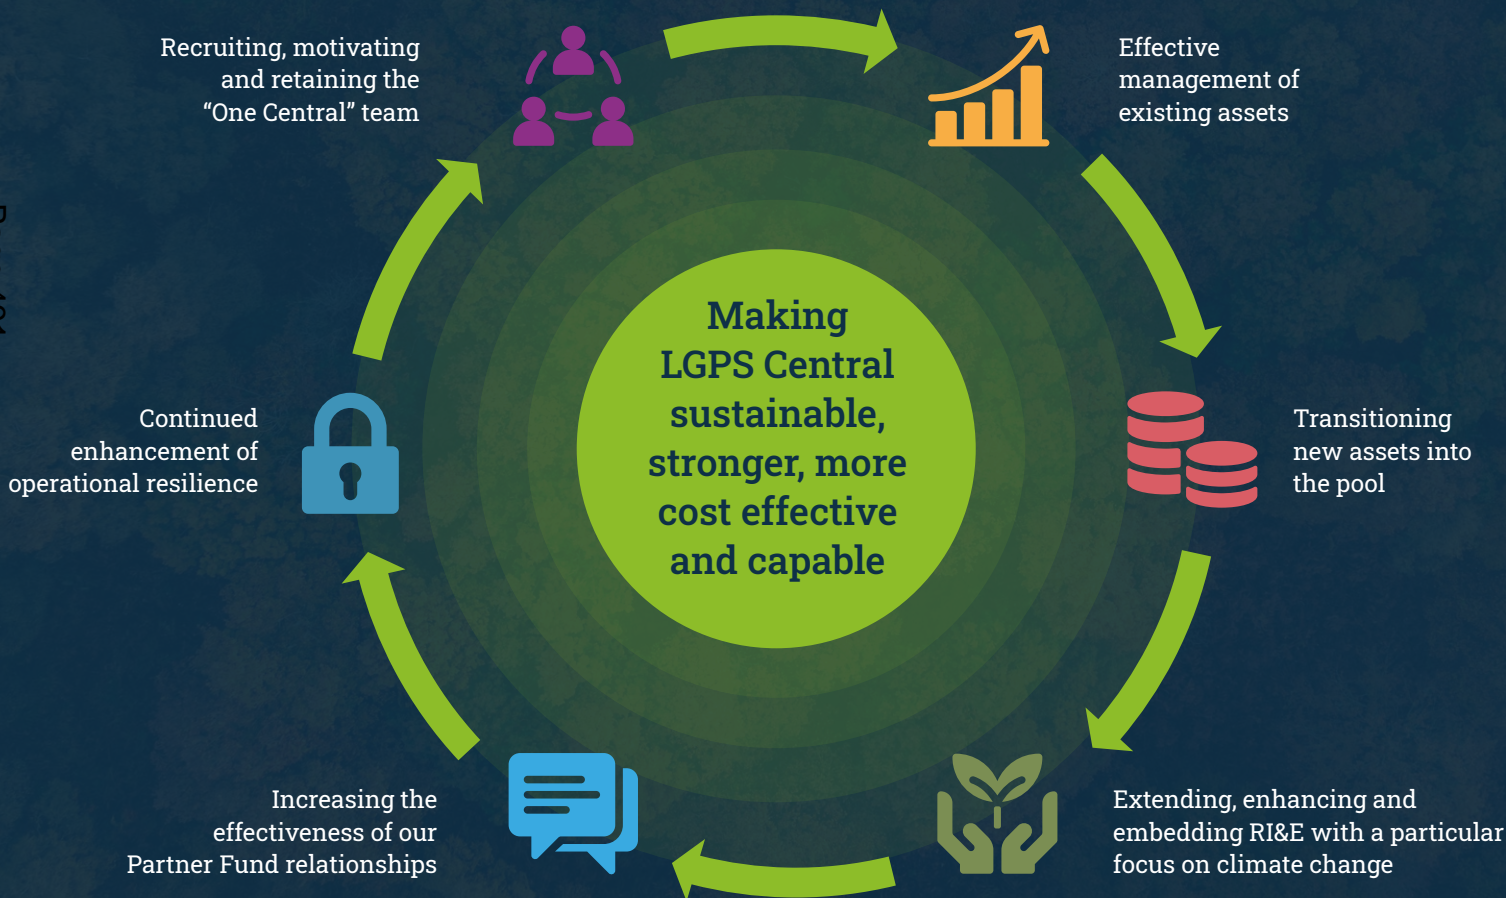 Recruiting, motivating
and retaining the
“One Central” team
Effective
management of
existing assets
Transitioning
new assets into
the pool
Extending, enhancing and
embedding RI&E with a particular
focus on climate change
Increasing the
effectiveness of our
Partner Fund relationships
Continued
enhancement of
operational resilience
Making
LGPS Central
sustainable,
stronger, more
cost effective
and capable